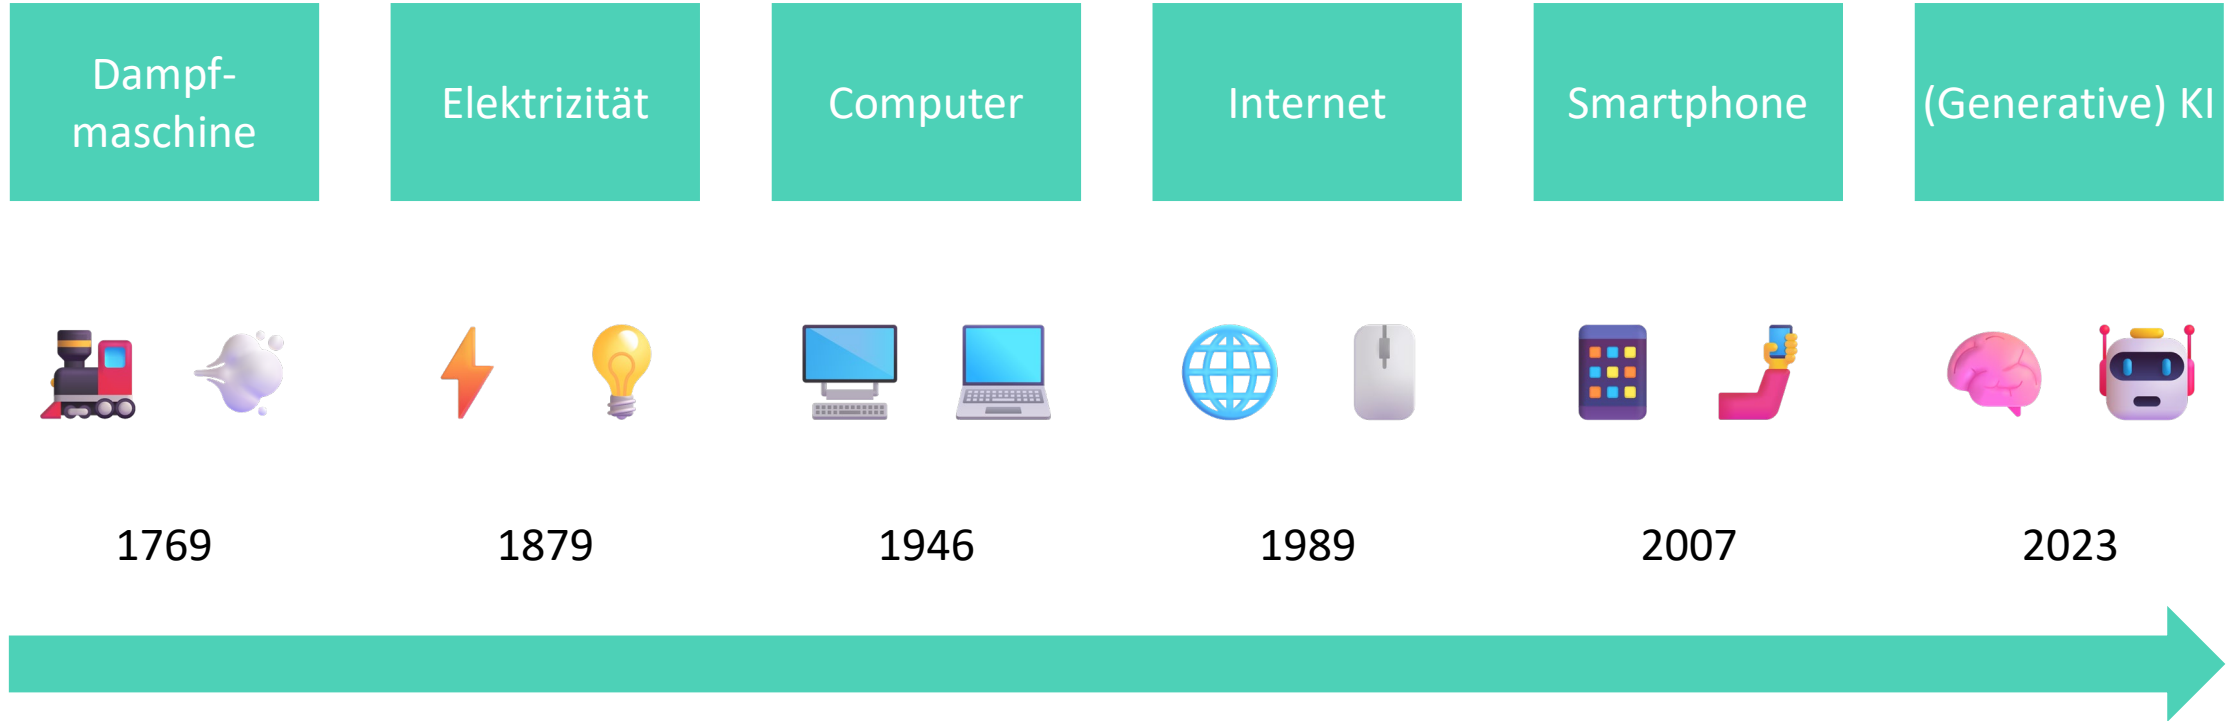 Dampf-
maschine
Elektrizität
Computer
Internet
Smartphone
(Generative) KI
1769
1879
1946
1989
2007
2023